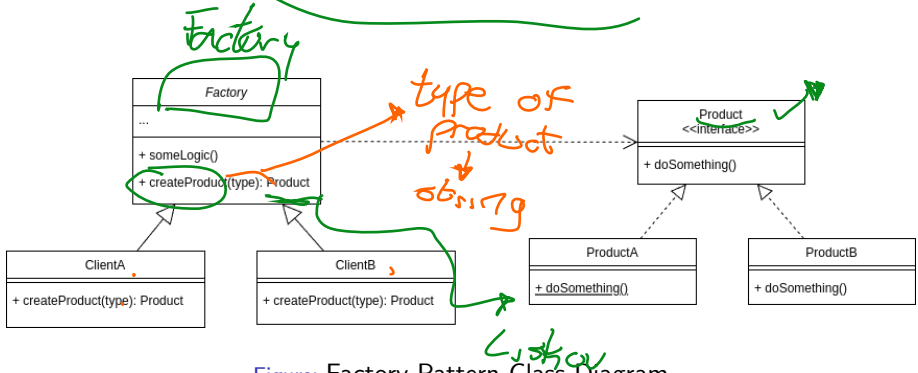 Factory
Factory
...
+ someLogic()
+ createProduct(type): Product
type of
product
Product
<<interface>>
+ doSomething()
ClientA
+ createProduct(type): Product
ClientB
+ createProduct(type): Product
ProductA
+ doSomething()
ProductB
+ doSomething()
Liskov
Figure: Factory Pattern Class Diagram